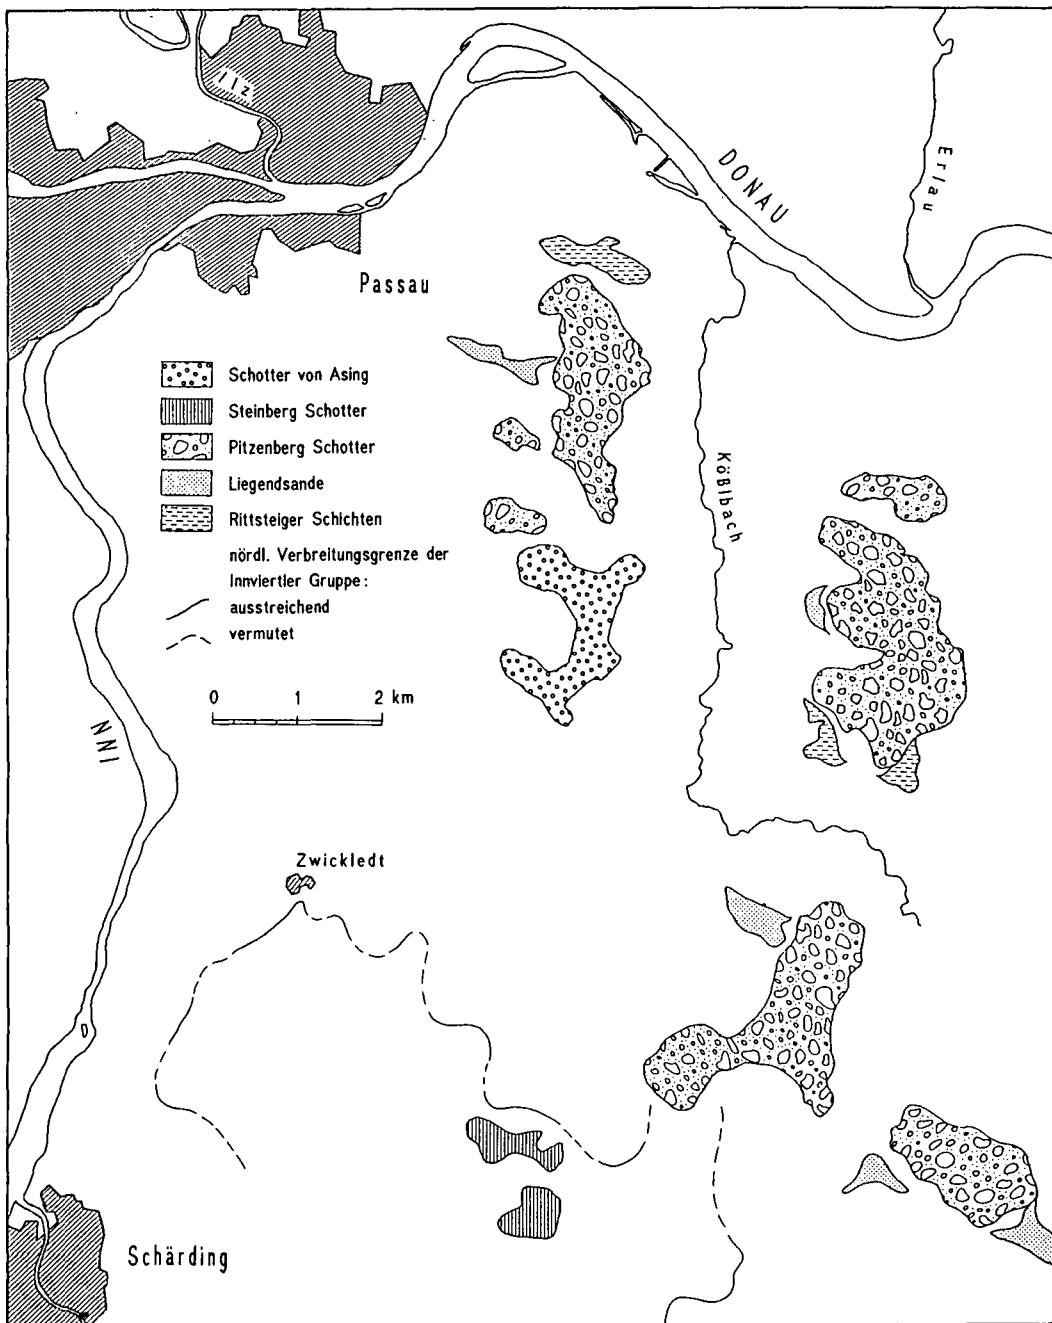 Ilz
DONAU
Erlau
Passau
Schotter von Asing
Steinberg Schotter
Pitzenberg Schotter
Liegendsande
Rittsteiger Schichten
nördl. Verbreitungsgrenze der
Innviertler Gruppe:
ausstreichend
vermutet
0 1 2 km
Kößlbach
INN
Zwickledt
Schärding